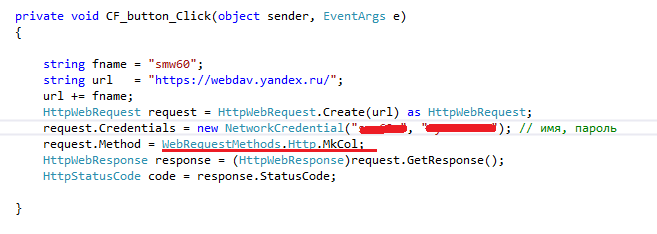 private void CF_button_Click(object sender, EventArgs e)
{
string fname = "smw60";
string url = "https://webdav.yandex.ru/";
url += fname;
HttpWebRequest request = HttpWebRequest.Create(url) as HttpWebRequest;
request.Credentials = new NetworkCredential("s", "); // имя, пароль
request.Method = WebRequestMethods.Http.MkCol;
HttpWebResponse response = (HttpWebResponse)request.GetResponse();
HttpStatusCode code = response.StatusCode;
}